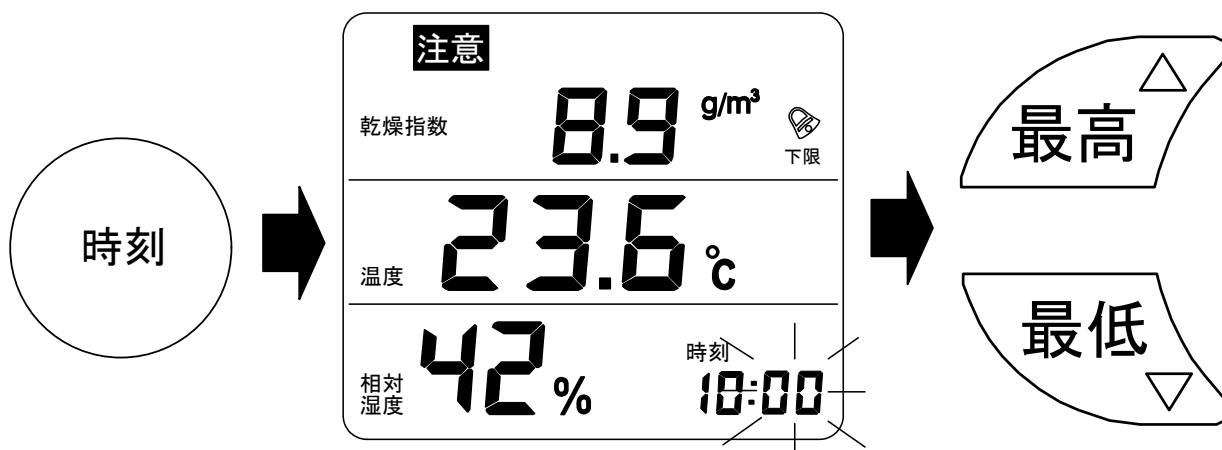 時刻
注意
乾燥指数 8.9 g/m³
下限
温度 23.6 ℃
相対
湿度 42 %
時刻
10:00
最高
最低